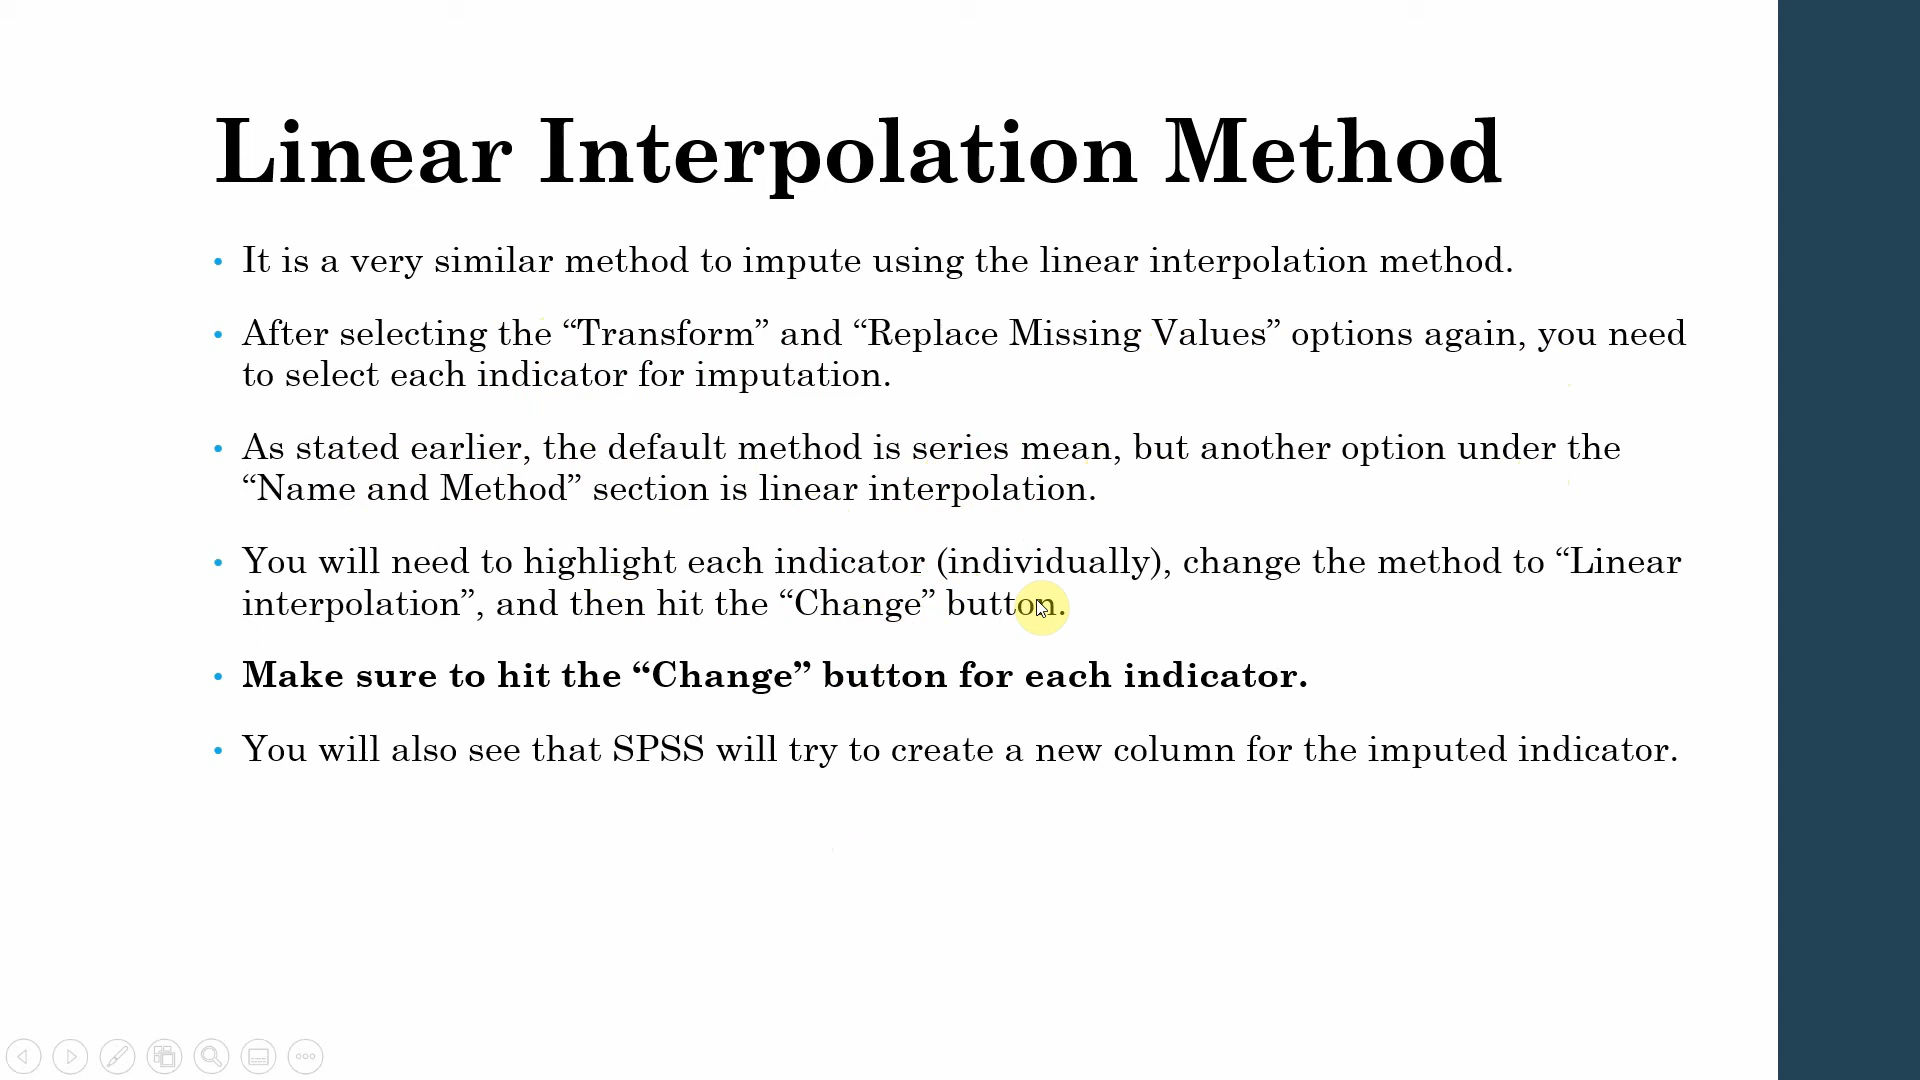 Linear Interpolation Method
• It is a very similar method to impute using the linear interpolation method.
• After selecting the “Transform” and “Replace Missing Values” options again, you need
to select each indicator for imputation.
• As stated earlier, the default method is series mean, but another option under the
“Name and Method” section is linear interpolation.
• You will need to highlight each indicator (individually), change the method to “Linear
interpolation”, and then hit the “Change” button.
• Make sure to hit the “Change” button for each indicator.
• You will also see that SPSS will try to create a new column for the imputed indicator.